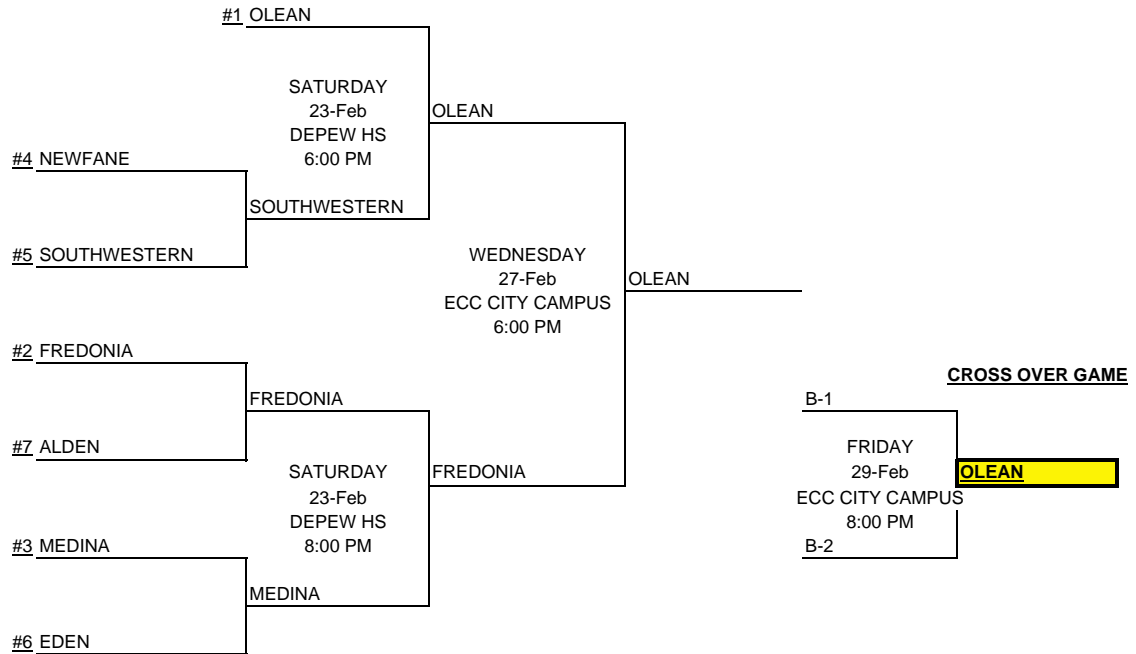 #1 OLEAN
SATURDAY
23-Feb
DEPEW HS
6:00 PM
OLEAN
#4 NEWFANE
SOUTHWESTERN
#5 SOUTHWESTERN
WEDNESDAY
27-Feb
ECC CITY CAMPUS
6:00 PM
OLEAN
#2 FREDONIA
CROSS OVER GAME
FREDONIA
B-1
#7 ALDEN
SATURDAY
23-Feb
DEPEW HS
8:00 PM
FREDONIA
FRIDAY
29-Feb
ECC CITY CAMPUS
8:00 PM
OLEAN
#3 MEDINA
B-2
MEDINA
#6 EDEN